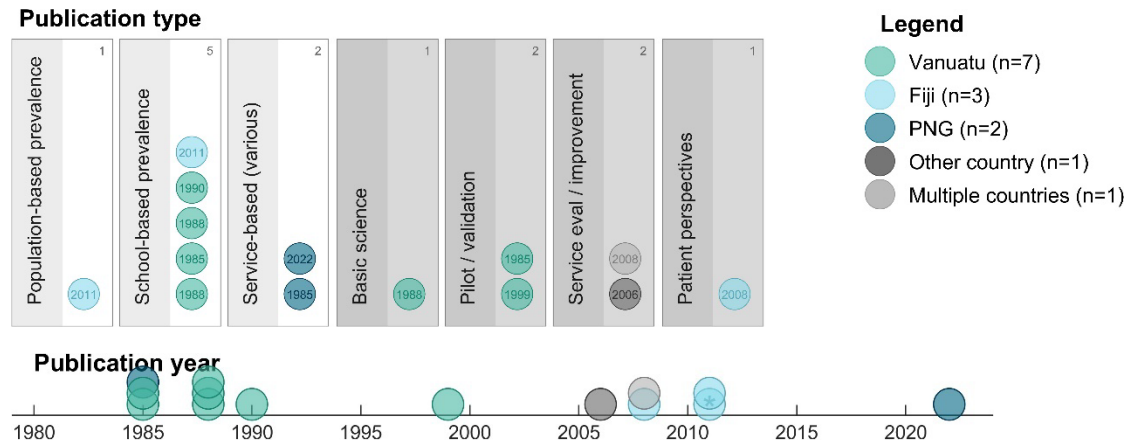 Publication type
Legend
1
5
2
1
2
2
1
Population-based prevalence
School-based prevalence
Service-based (various)
Basic science
Pilot / validation
Service eval / improvement
Patient perspectives
2011
2011
1990
1988
1985
1988
2022
1985
1988
1985
1999
2008
2006
2008
Vanuatu (n=7)
Fiji (n=3)
PNG (n=2)
Other country (n=1)
Multiple countries (n=1)
Publication year
*
1980 1985 1990 1995 2000 2005 2010 2015 2020